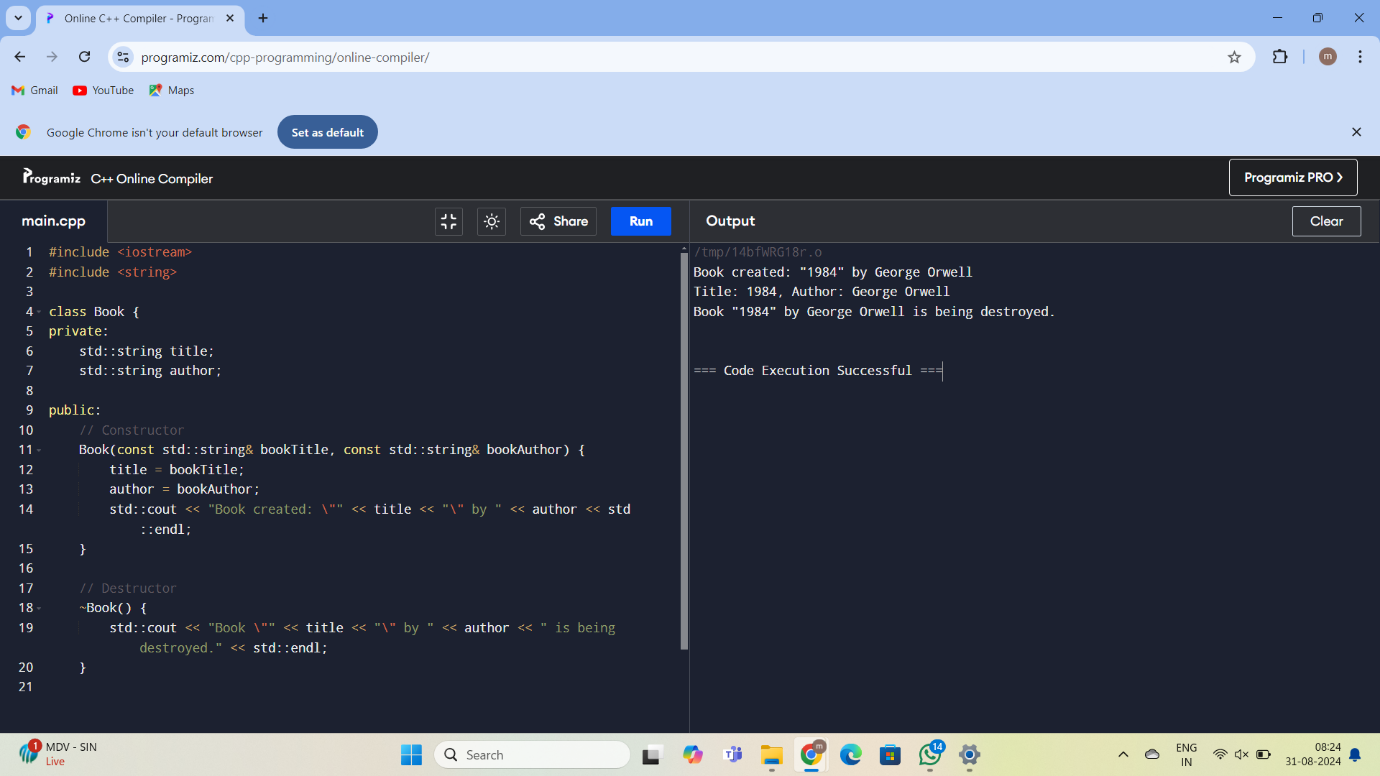 Online C++ Compiler - Program
programiz.com/cpp-programming/online-compiler/
m
Gmail
YouTube
Maps
Google Chrome isn't your default browser
Set as default
Programiz
C++ Online Compiler
Programiz PRO >
main.cpp
Share
Run
Output
Clear
1 #include <iostream>
2 #include <string>
3
4 class Book {
5 private:
6     std::string title;
7     std::string author;
8
9 public:
10     // Constructor
11     Book(const std::string& bookTitle, const std::string& bookAuthor) {
12         title = bookTitle;
13         author = bookAuthor;
14         std::cout << "Book created: \"" << title << "\" by " << author << std
            ::endl;
15     }
16
17     // Destructor
18     ~Book() {
19         std::cout << "Book \"" << title << "\" by " << author << " is being
            destroyed." << std::endl;
20     }
21
/tmp/14bfWRG18r.o
Book created: "1984" by George Orwell
Title: 1984, Author: George Orwell
Book "1984" by George Orwell is being destroyed.
=== Code Execution Successful ===
1
MDV - SIN
Live
Search
m
14
ENG
IN
08:24
31-08-2024